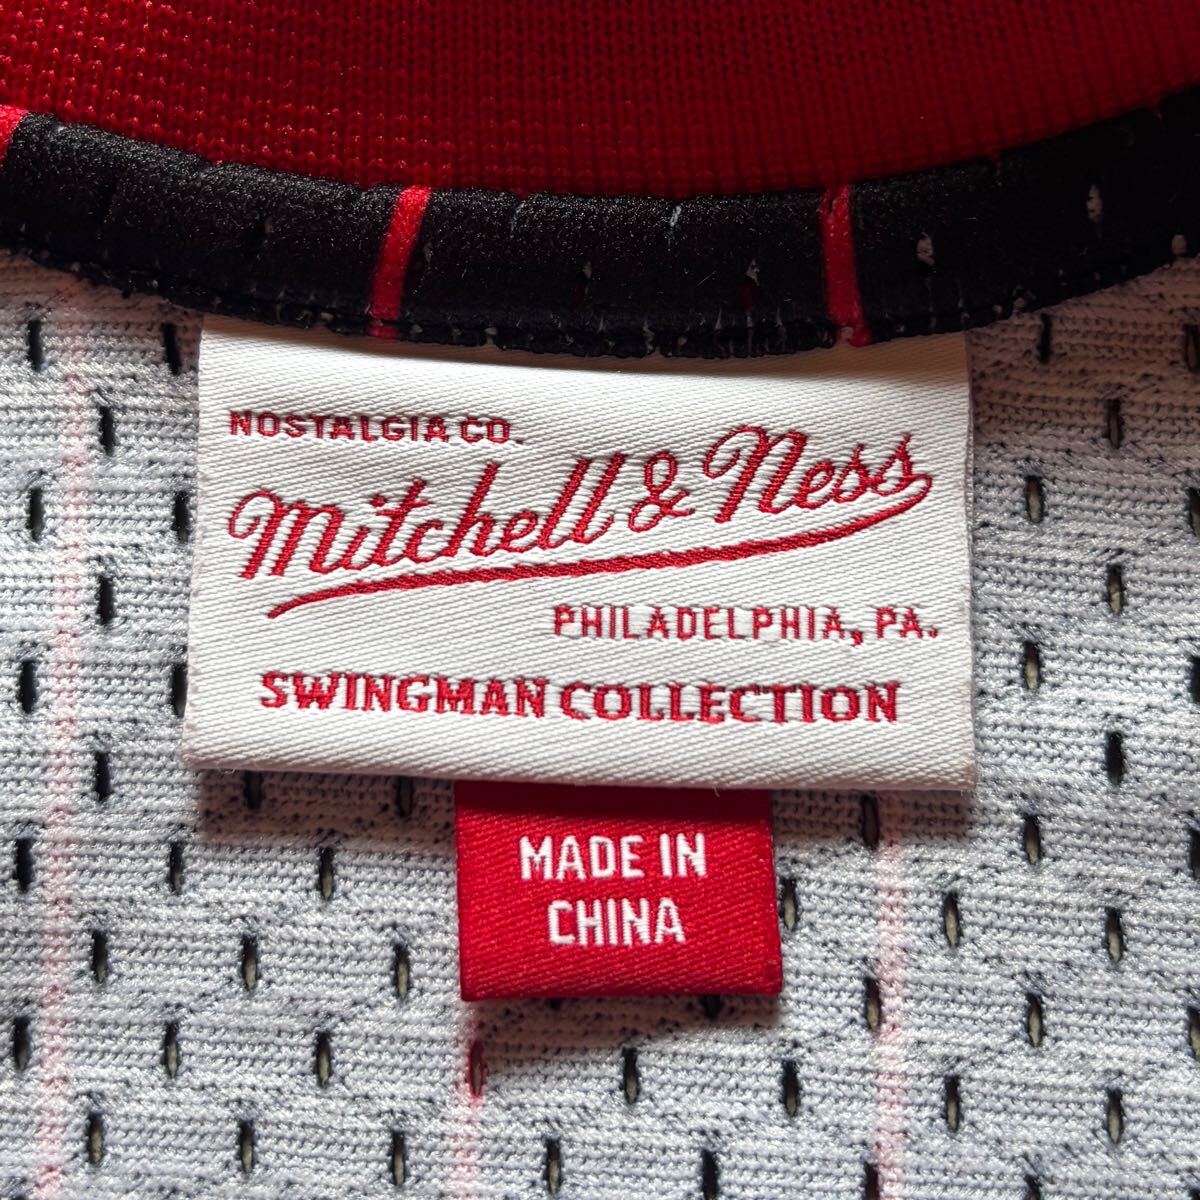 NOSTALGIA CO.
Mitchell & Ness
PHILADELPHIA, PA.
SWINGMAN COLLECTION
MADE IN
CHINA